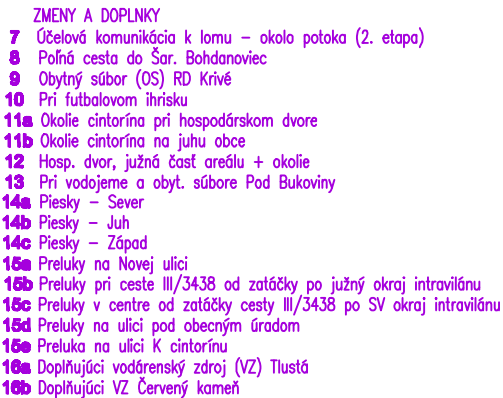 ZMENY A DOPLNKY
7 Účelová komunikácia k lomu – okolo potoka (2. etapa)
8 Poľná cesta do Šar. Bohdanoviec
9 Obytný súbor (OS) RD Krivé
10 Pri futbalovom ihrisku
11a Okolie cintorína pri hospodárskom dvore
11b Okolie cintorína na juhu obce
12 Hosp. dvor, južná časť areálu + okolie
13 Pri vodojeme a obyt. súbore Pod Bukoviny
14a Piesky – Sever
14b Piesky – Juh
14c Piesky – Západ
15a Preluky na Novej ulici
15b Preluky pri ceste III/3438 od zatáčky po južný okraj intravilánu
15c Preluky v centre od zatáčky cesty III/3438 po SV okraj intravilánu
15d Preluky na ulici pod obecným úradom
15e Preluka na ulici K cintorínu
16a Doplňujúci vodárenský zdroj (VZ) Tlustá
16b Doplňujúci VZ Červený kameň